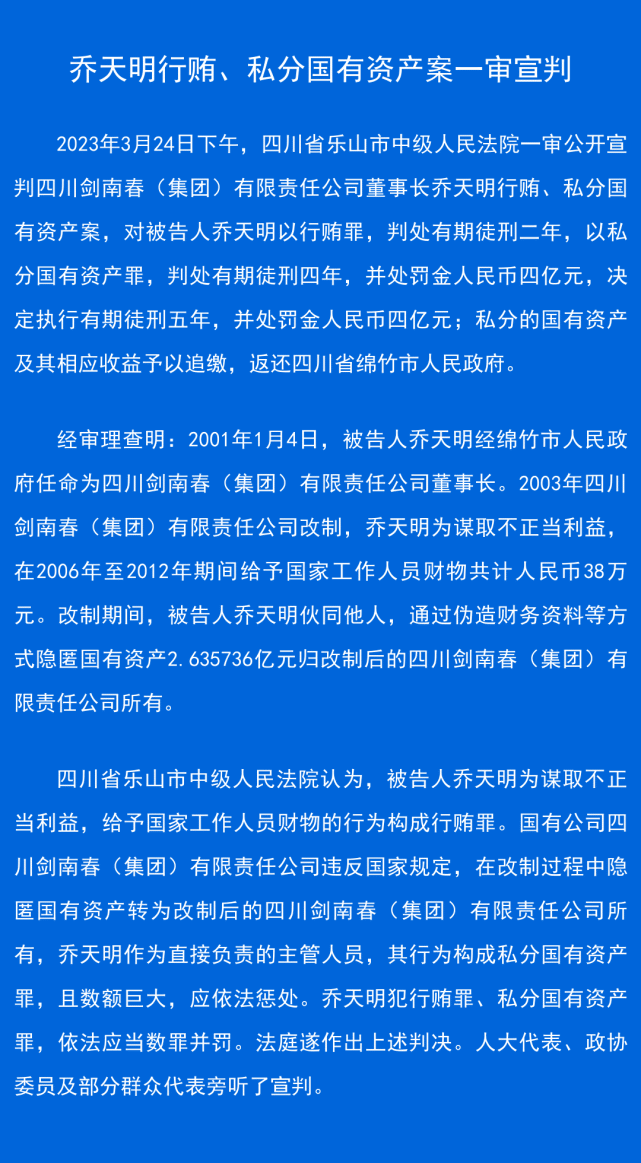 乔天明行贿、私分国有资产案一审宣判
2023年3月24日下午，四川省乐山市中级人民法院一审公开宣
判四川剑南春（集团）有限责任公司董事长乔天明行贿、私分国
有资产案，对被告人乔天明以行贿罪，判处有期徒刑二年，以私
分国有资产罪，判处有期徒刑四年，并处罚金人民币四亿元，决
定执行有期徒刑五年，并处罚金人民币四亿元；私分的国有资产
及其相应收益予以追缴，返还四川省绵竹市人民政府。
经审理查明：2001年1月4日，被告人乔天明经绵竹市人民政
府任命为四川剑南春（集团）有限责任公司董事长。2003年四川
剑南春（集团）有限责任公司改制，乔天明为谋取不正当利益，
在2006年至2012年期间给予国家工作人员财物共计人民币38万
元。改制期间，被告人乔天明伙同他人，通过伪造财务资料等方
式隐匿国有资产2.635736亿元归改制后的四川剑南春（集团）有
限责任公司所有。
四川省乐山市中级人民法院认为，被告人乔天明为谋取不正
当利益，给予国家工作人员财物的行为构成行贿罪。国有公司四
川剑南春（集团）有限责任公司违反国家规定，在改制过程中隐
匿国有资产转为改制后的四川剑南春（集团）有限责任公司所
有，乔天明作为直接负责的主管人员，其行为构成私分国有资产
罪，且数额巨大，应依法惩处。乔天明犯行贿罪、私分国有资产
罪，依法应当数罪并罚。法庭遂作出上述判决。人大代表、政协
委员及部分群众代表旁听了宣判。